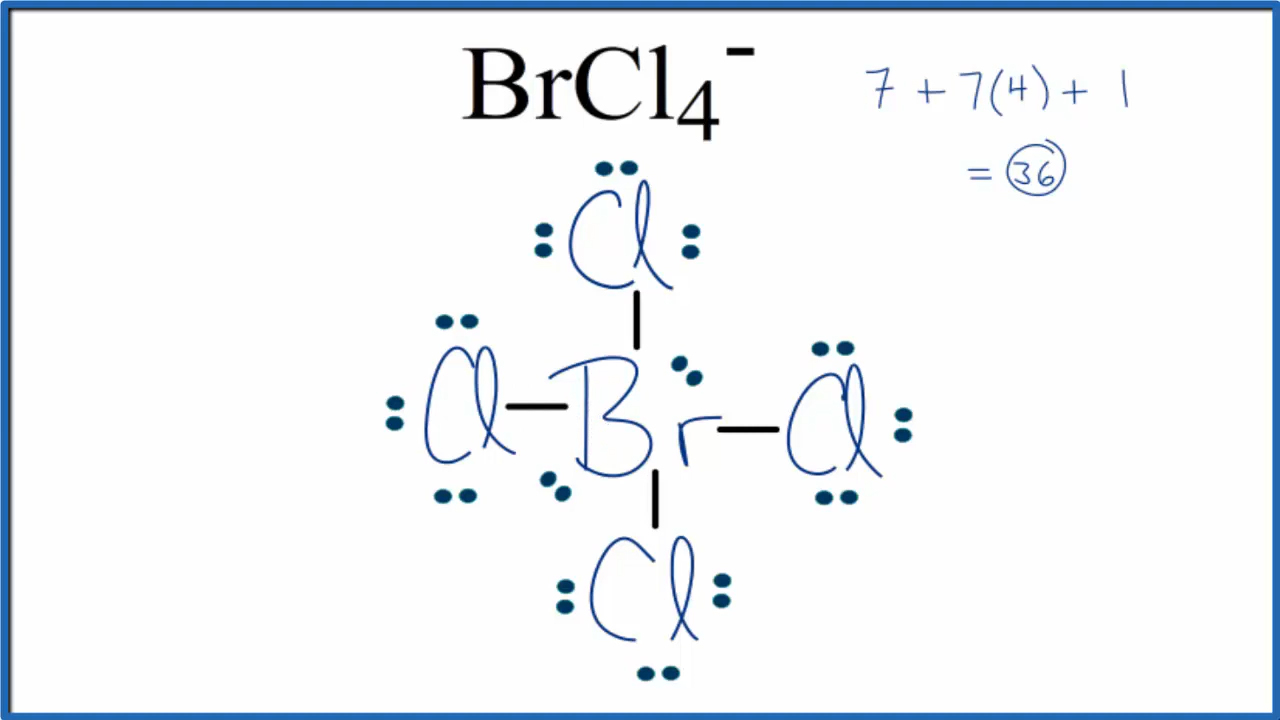 BrCl₄⁻
7 + 7(4) + 1
= 36
Cl
Cl Br Cl
Cl